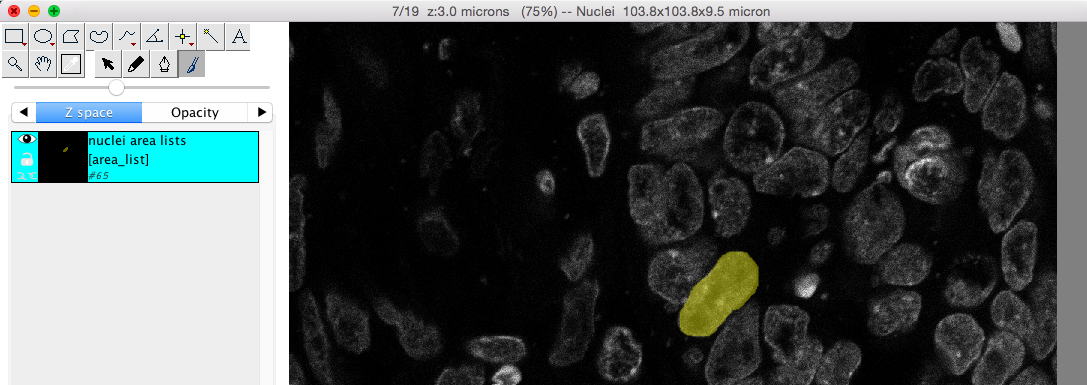 7/19 z:3.0 microns (75%) -- Nuclei 103.8x103.8x9.5 micron
A
Z space
Opacity
nuclei area lists
[area_list]
#65